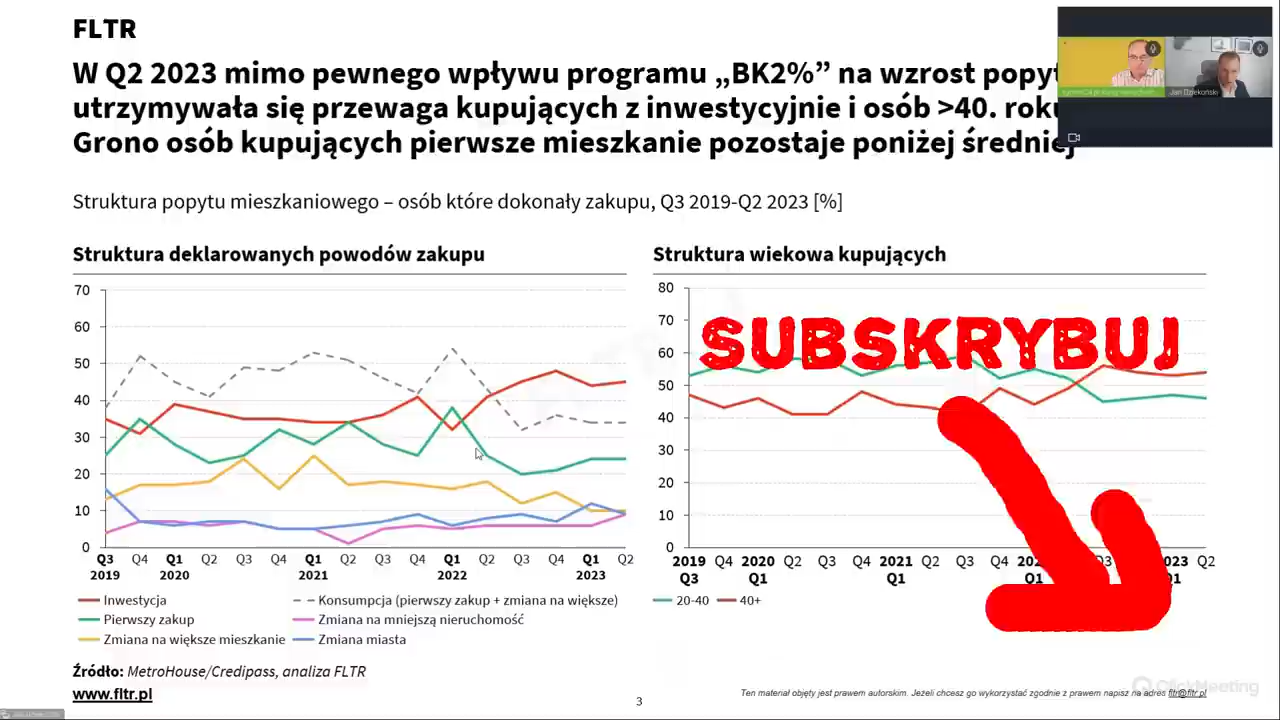 FLTR
W Q2 2023 mimo pewnego wpływu programu „BK2%” na wzrost popyt
utrzymywała się przewaga kupujących z inwestycyjnie i osób >40. roku
Grono osób kupujących pierwsze mieszkanie pozostaje poniżej średniej
Jan Dziekoński
Struktura popytu mieszkaniowego – osób które dokonały zakupu, Q3 2019-Q2 2023 [%]
Struktura deklarowanych powodów zakupu
70
60
50
40
30
20
10
0
Q3 Q4 Q1 Q2 Q3 Q4 Q1 Q2 Q3 Q4 Q1 Q2 Q3 Q4 Q1 Q2
2019 2020 2021 2022 2023
Inwestycja
Konsumpcja (pierwszy zakup + zmiana na większe)
Pierwszy zakup
Zmiana na mniejszą nieruchomość
Zmiana na większe mieszkanie
Zmiana miasta
Struktura wiekowa kupujących
80
70
60
50
40
30
20
10
0
SUBSKRYBUJ
2019 Q4 2020 Q2 Q3 Q4 2021 Q2 Q3 Q4 Q3 Q2
Q3 Q1 Q1 Q1 Q1
20-40 40+
Źródło: MetroHouse/Credipass, analiza FLTR
www.fltr.pl
3
Ten materiał objęty jest prawem autorskim. Jeżeli chcesz go wykorzystać zgodnie z prawem napisz na adres fltr@fltr.pl
ClickMeeting